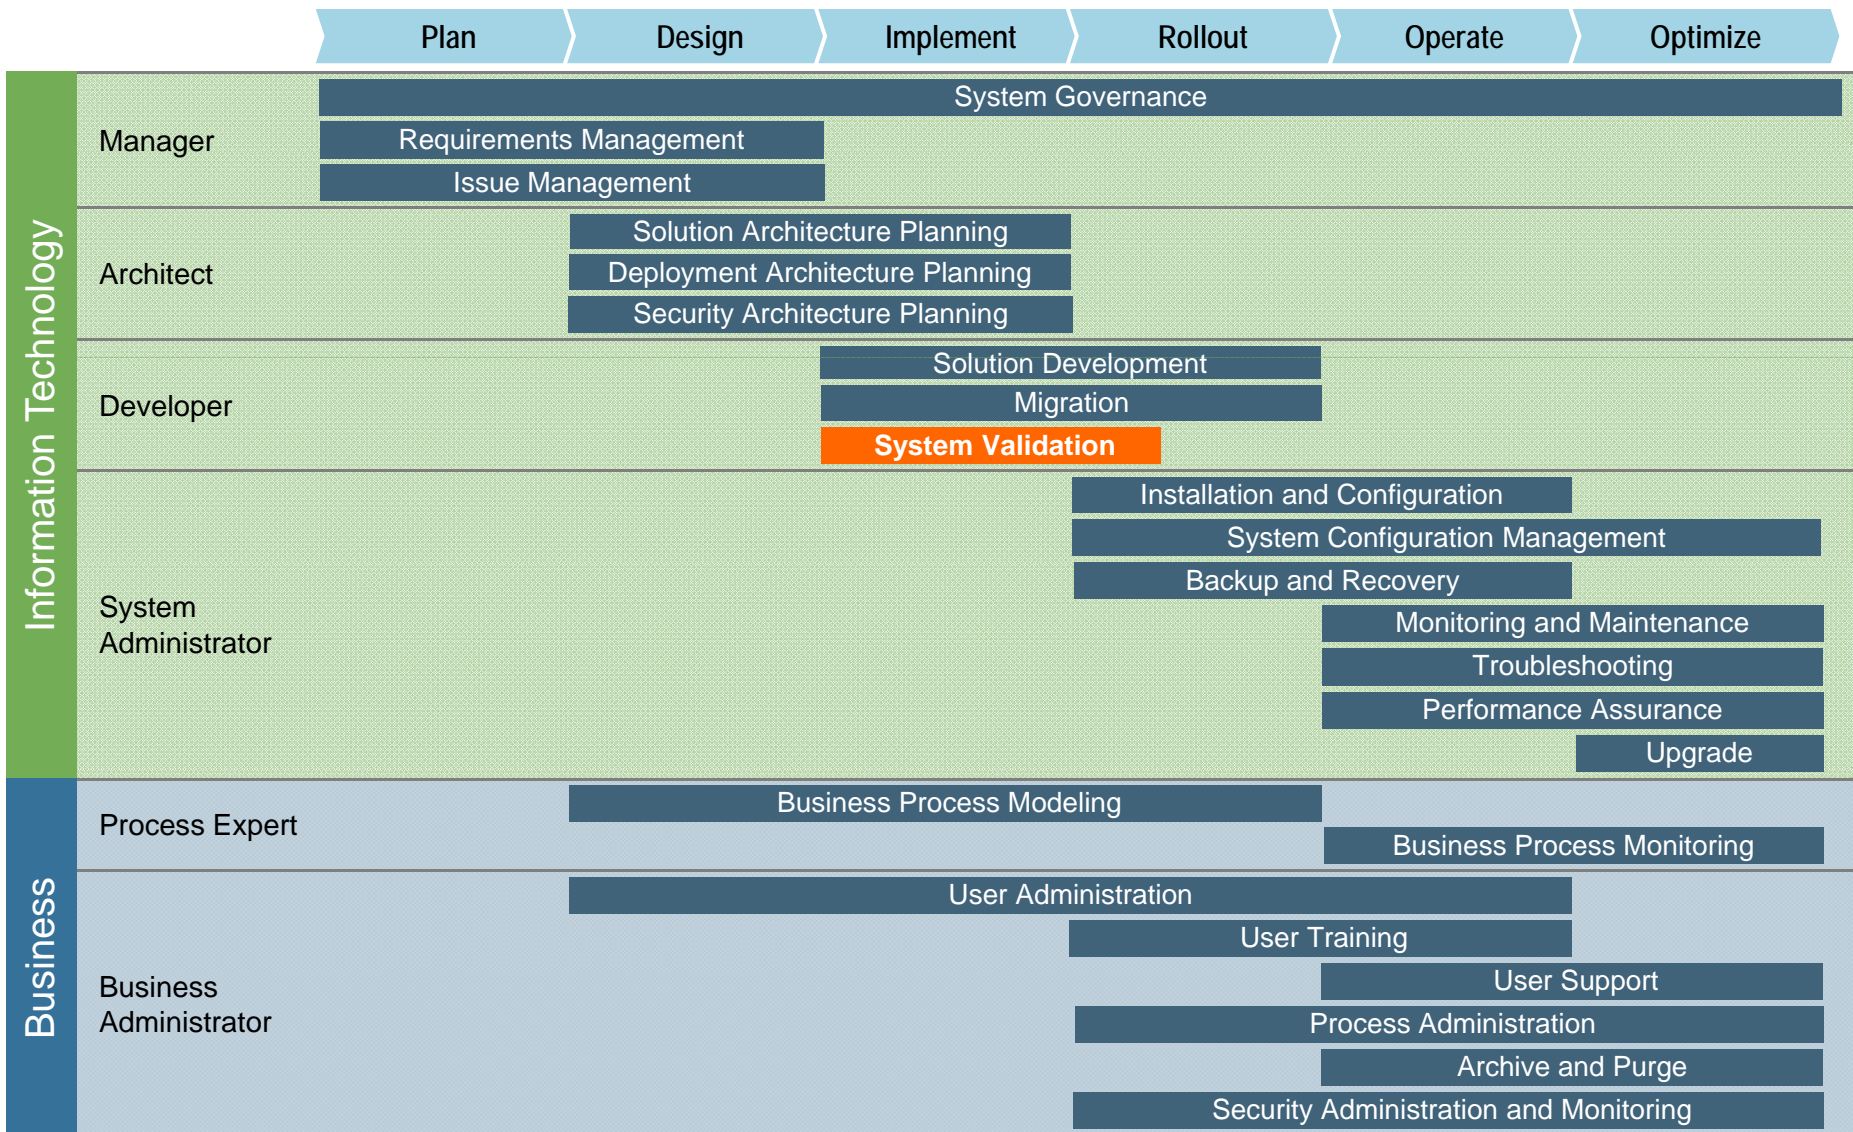 Plan
Design
Implement
Rollout
Operate
Optimize
Information Technology
Manager
System Governance
Requirements Management
Issue Management
Architect
Solution Architecture Planning
Deployment Architecture Planning
Security Architecture Planning
Developer
Solution Development
Migration
System Validation
System
Administrator
Installation and Configuration
System Configuration Management
Backup and Recovery
Monitoring and Maintenance
Troubleshooting
Performance Assurance
Upgrade
Business
Process Expert
Business Process Modeling
Business Process Monitoring
Business
Administrator
User Administration
User Training
User Support
Process Administration
Archive and Purge
Security Administration and Monitoring